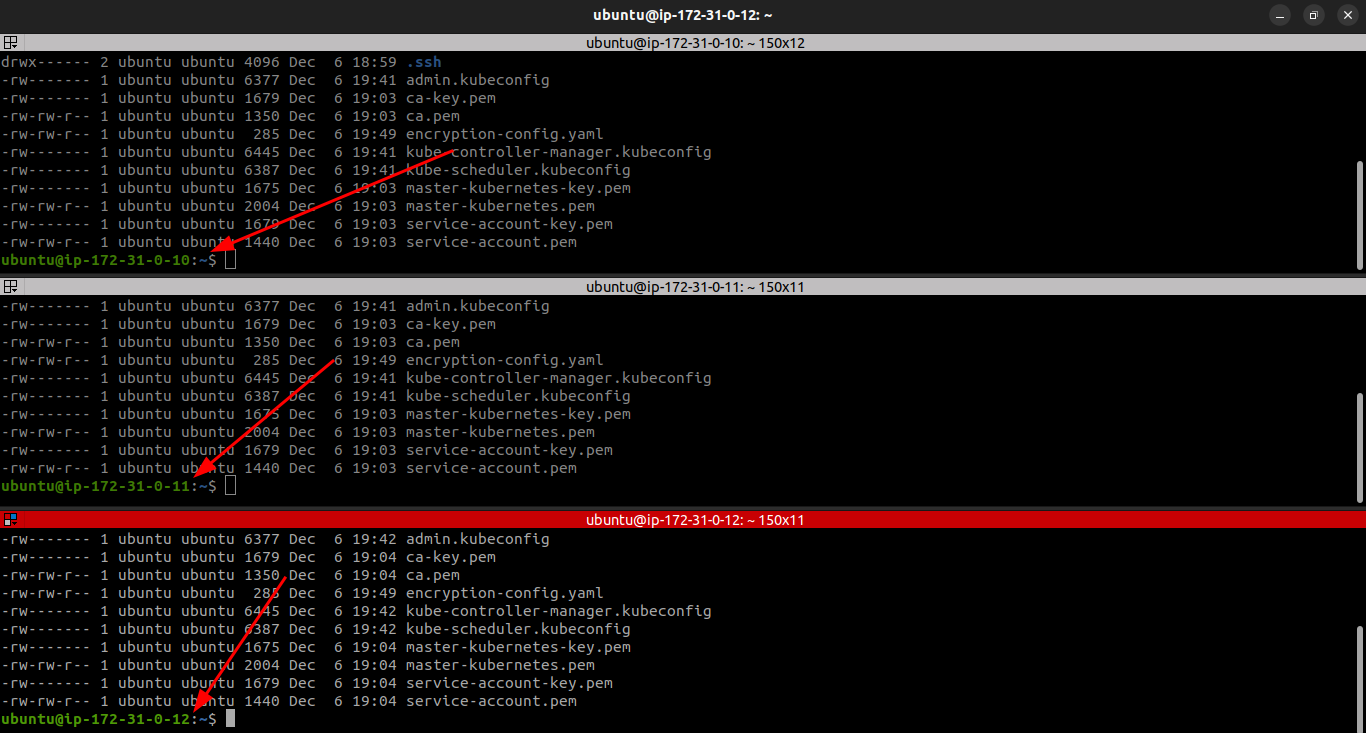 ubuntu@ip-172-31-0-12: ~
ubuntu@ip-172-31-0-10: ~ 150x12
drwx------ 2 ubuntu ubuntu 4096 Dec  6 18:59 .ssh
-rw------- 1 ubuntu ubuntu 6377 Dec  6 19:41 admin.kubeconfig
-rw------- 1 ubuntu ubuntu 1679 Dec  6 19:03 ca-key.pem
-rw-rw-r-- 1 ubuntu ubuntu 1350 Dec  6 19:03 ca.pem
-rw-rw-r-- 1 ubuntu ubuntu  285 Dec  6 19:49 encryption-config.yaml
-rw------- 1 ubuntu ubuntu 6445 Dec  6 19:41 kube-controller-manager.kubeconfig
-rw------- 1 ubuntu ubuntu 6387 Dec  6 19:41 kube-scheduler.kubeconfig
-rw------- 1 ubuntu ubuntu 1675 Dec  6 19:03 master-kubernetes-key.pem
-rw-rw-r-- 1 ubuntu ubuntu 2004 Dec  6 19:03 master-kubernetes.pem
-rw------- 1 ubuntu ubuntu 1679 Dec  6 19:03 service-account-key.pem
-rw-rw-r-- 1 ubuntu ubuntu 1440 Dec  6 19:03 service-account.pem
ubuntu@ip-172-31-0-10:~$
ubuntu@ip-172-31-0-11: ~ 150x11
-rw------- 1 ubuntu ubuntu 6377 Dec  6 19:41 admin.kubeconfig
-rw------- 1 ubuntu ubuntu 1679 Dec  6 19:03 ca-key.pem
-rw-rw-r-- 1 ubuntu ubuntu 1350 Dec  6 19:03 ca.pem
-rw-rw-r-- 1 ubuntu ubuntu  285 Dec  6 19:49 encryption-config.yaml
-rw------- 1 ubuntu ubuntu 6445 Dec  6 19:41 kube-controller-manager.kubeconfig
-rw------- 1 ubuntu ubuntu 6387 Dec  6 19:41 kube-scheduler.kubeconfig
-rw------- 1 ubuntu ubuntu 1675 Dec  6 19:03 master-kubernetes-key.pem
-rw-rw-r-- 1 ubuntu ubuntu 2004 Dec  6 19:03 master-kubernetes.pem
-rw------- 1 ubuntu ubuntu 1679 Dec  6 19:03 service-account-key.pem
-rw-rw-r-- 1 ubuntu ubuntu 1440 Dec  6 19:03 service-account.pem
ubuntu@ip-172-31-0-11:~$
ubuntu@ip-172-31-0-12: ~ 150x11
-rw------- 1 ubuntu ubuntu 6377 Dec  6 19:42 admin.kubeconfig
-rw------- 1 ubuntu ubuntu 1679 Dec  6 19:04 ca-key.pem
-rw-rw-r-- 1 ubuntu ubuntu 1350 Dec  6 19:04 ca.pem
-rw-rw-r-- 1 ubuntu ubuntu  285 Dec  6 19:49 encryption-config.yaml
-rw------- 1 ubuntu ubuntu 6445 Dec  6 19:42 kube-controller-manager.kubeconfig
-rw------- 1 ubuntu ubuntu 6387 Dec  6 19:42 kube-scheduler.kubeconfig
-rw------- 1 ubuntu ubuntu 1675 Dec  6 19:04 master-kubernetes-key.pem
-rw-rw-r-- 1 ubuntu ubuntu 2004 Dec  6 19:04 master-kubernetes.pem
-rw------- 1 ubuntu ubuntu 1679 Dec  6 19:04 service-account-key.pem
-rw-rw-r-- 1 ubuntu ubuntu 1440 Dec  6 19:04 service-account.pem
ubuntu@ip-172-31-0-12:~$